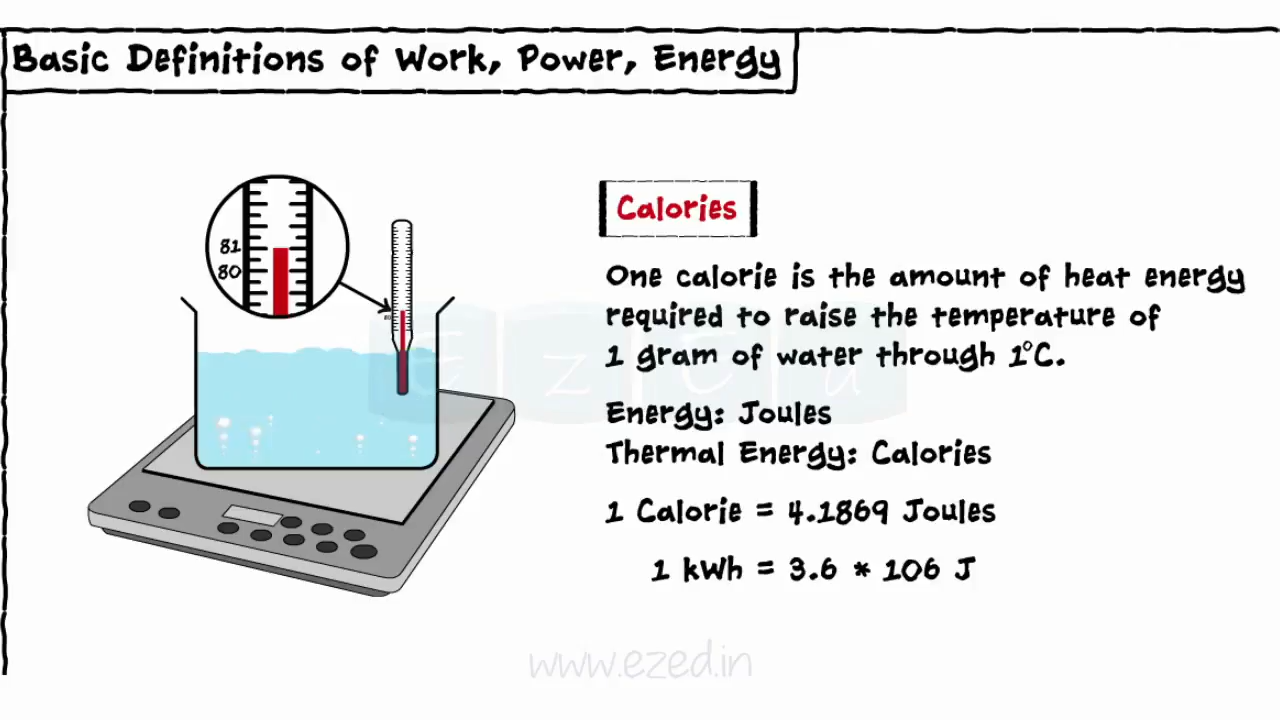 Basic Definitions of Work, Power, Energy
81
80
Calories
One calorie is the amount of heat energy
required to raise the temperature of
1 gram of water through 1°C.
Energy: Joules
Thermal Energy: Calories
1 Calorie = 4.1869 Joules
1 kWh = 3.6 * 106 J
EzEd
www.ezed.in